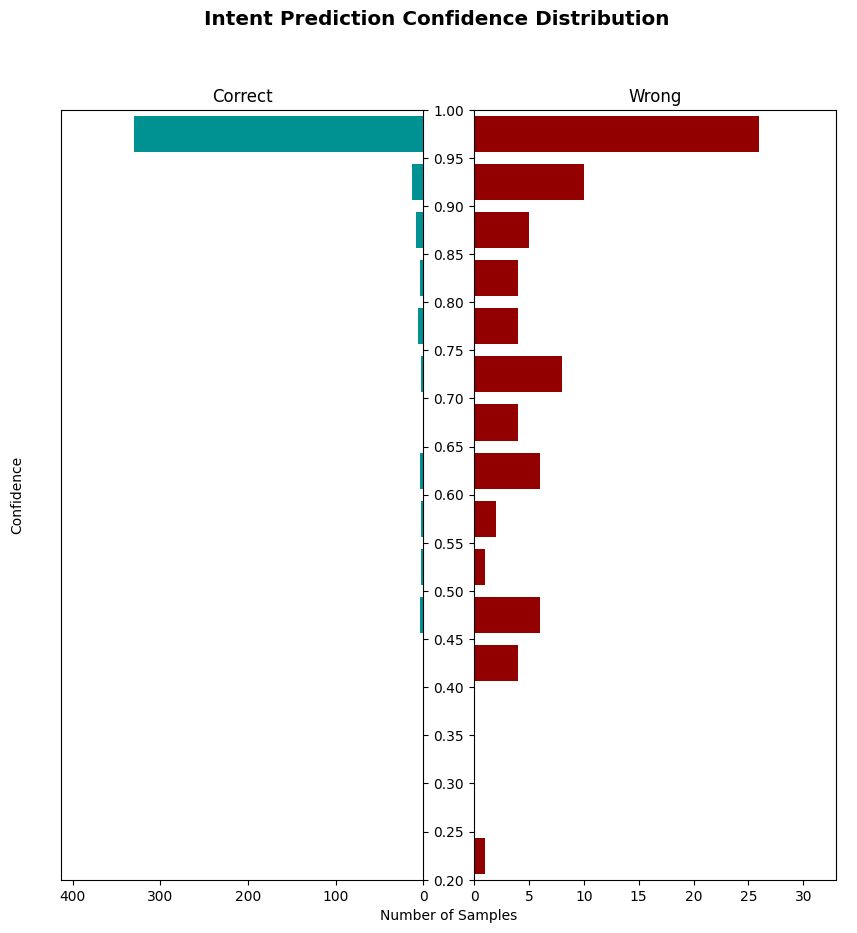 Intent Prediction Confidence Distribution
Correct
Wrong
1.00
0.95
0.90
0.85
0.80
0.75
0.70
0.65
0.60
0.55
0.50
0.45
0.40
0.35
0.30
0.25
0.20
Confidence
400 300 200 100 0
0 5 10 15 20 25 30
Number of Samples